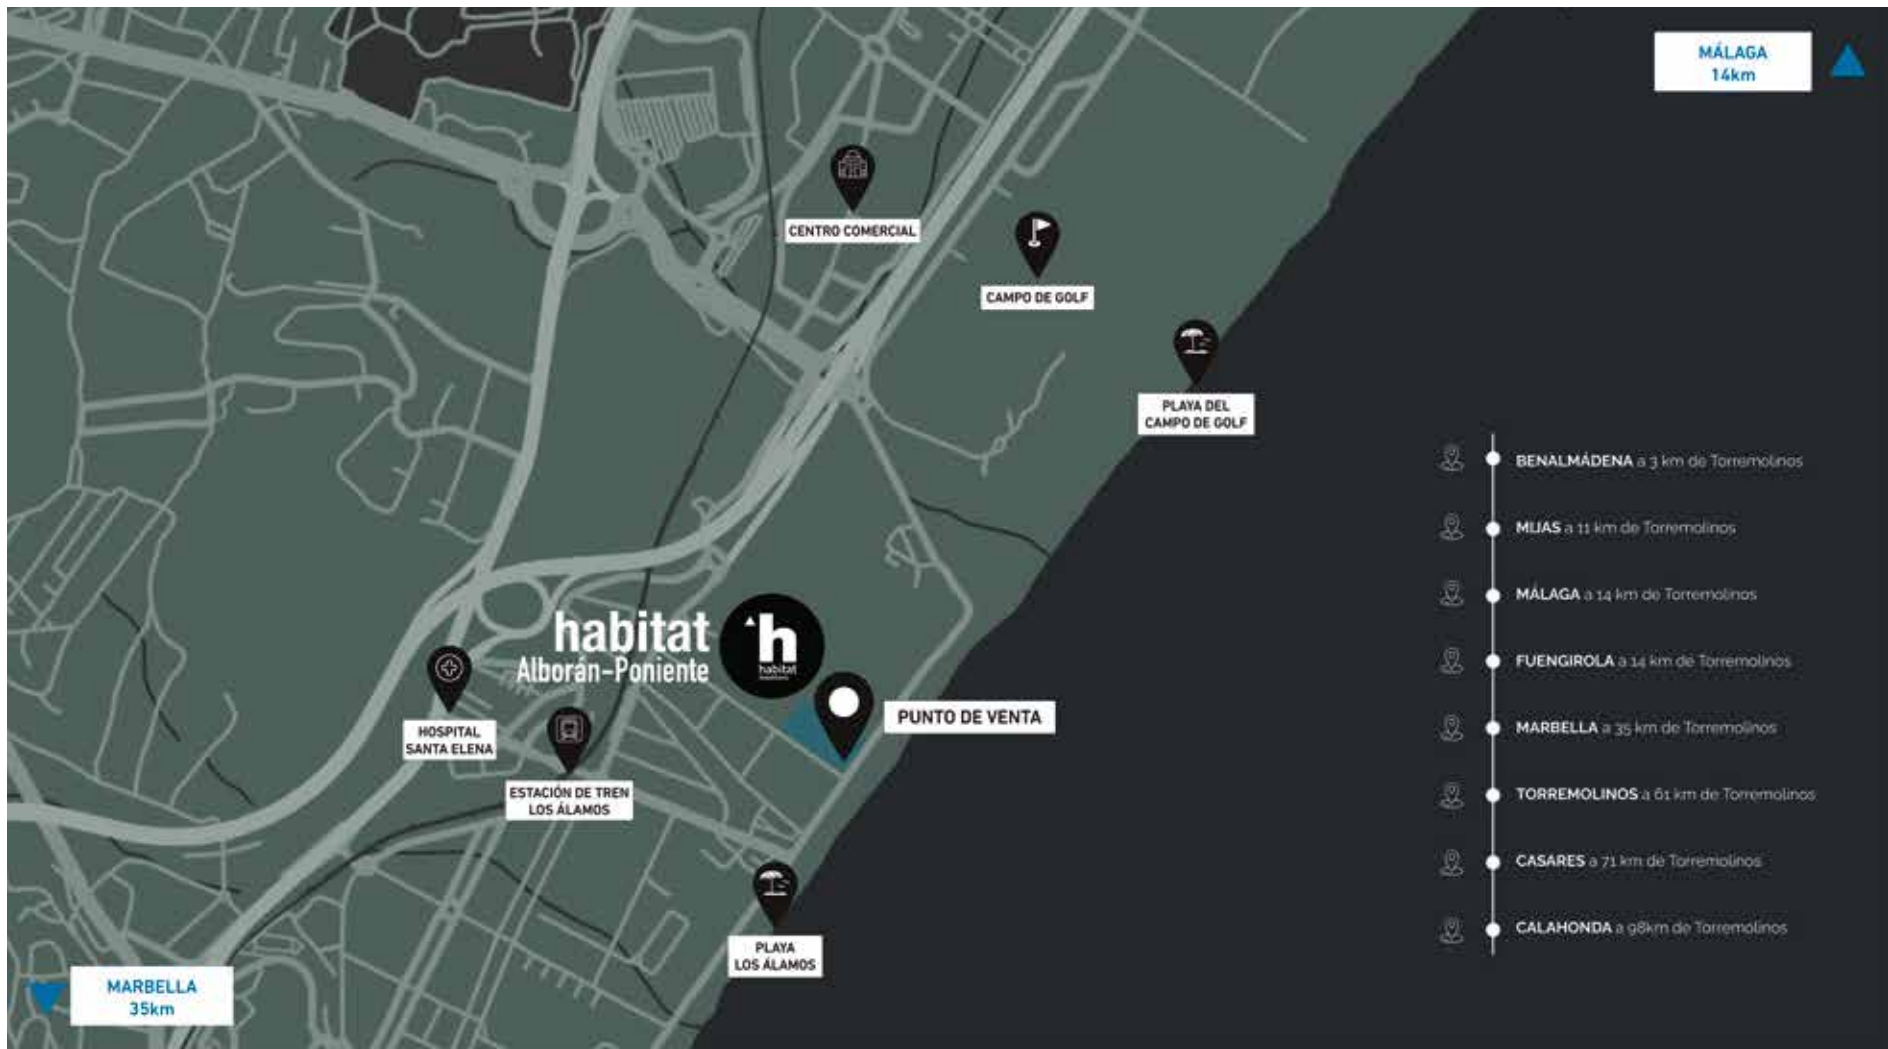 MÁLAGA
14km
CENTRO COMERCIAL
CAMPO DE GOLF
PLAYA DEL
CAMPO DE GOLF
BENALMÁDENA a 3 km de Torremolinos
MIJAS a 11 km de Torremolinos
MÁLAGA a 14 km de Torremolinos
FUENGIROLA a 14 km de Torremolinos
MARBELLA a 35 km de Torremolinos
TORREMOLINOS a 61 km de Torremolinos
CASARES a 71 km de Torremolinos
CALAHONDA a 98km de Torremolinos
habitat
Alborán-Poniente
h
habitat
PUNTO DE VENTA
HOSPITAL
SANTA ELENA
ESTACIÓN DE TREN
LOS ÁLAMOS
PLAYA
LOS ÁLAMOS
MARBELLA
35km